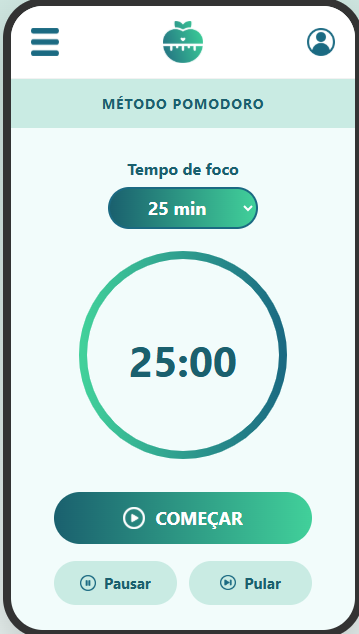 MÉTODO POMODORO
Tempo de foco
25 min
25:00
COMEÇAR
Pausar
Pular